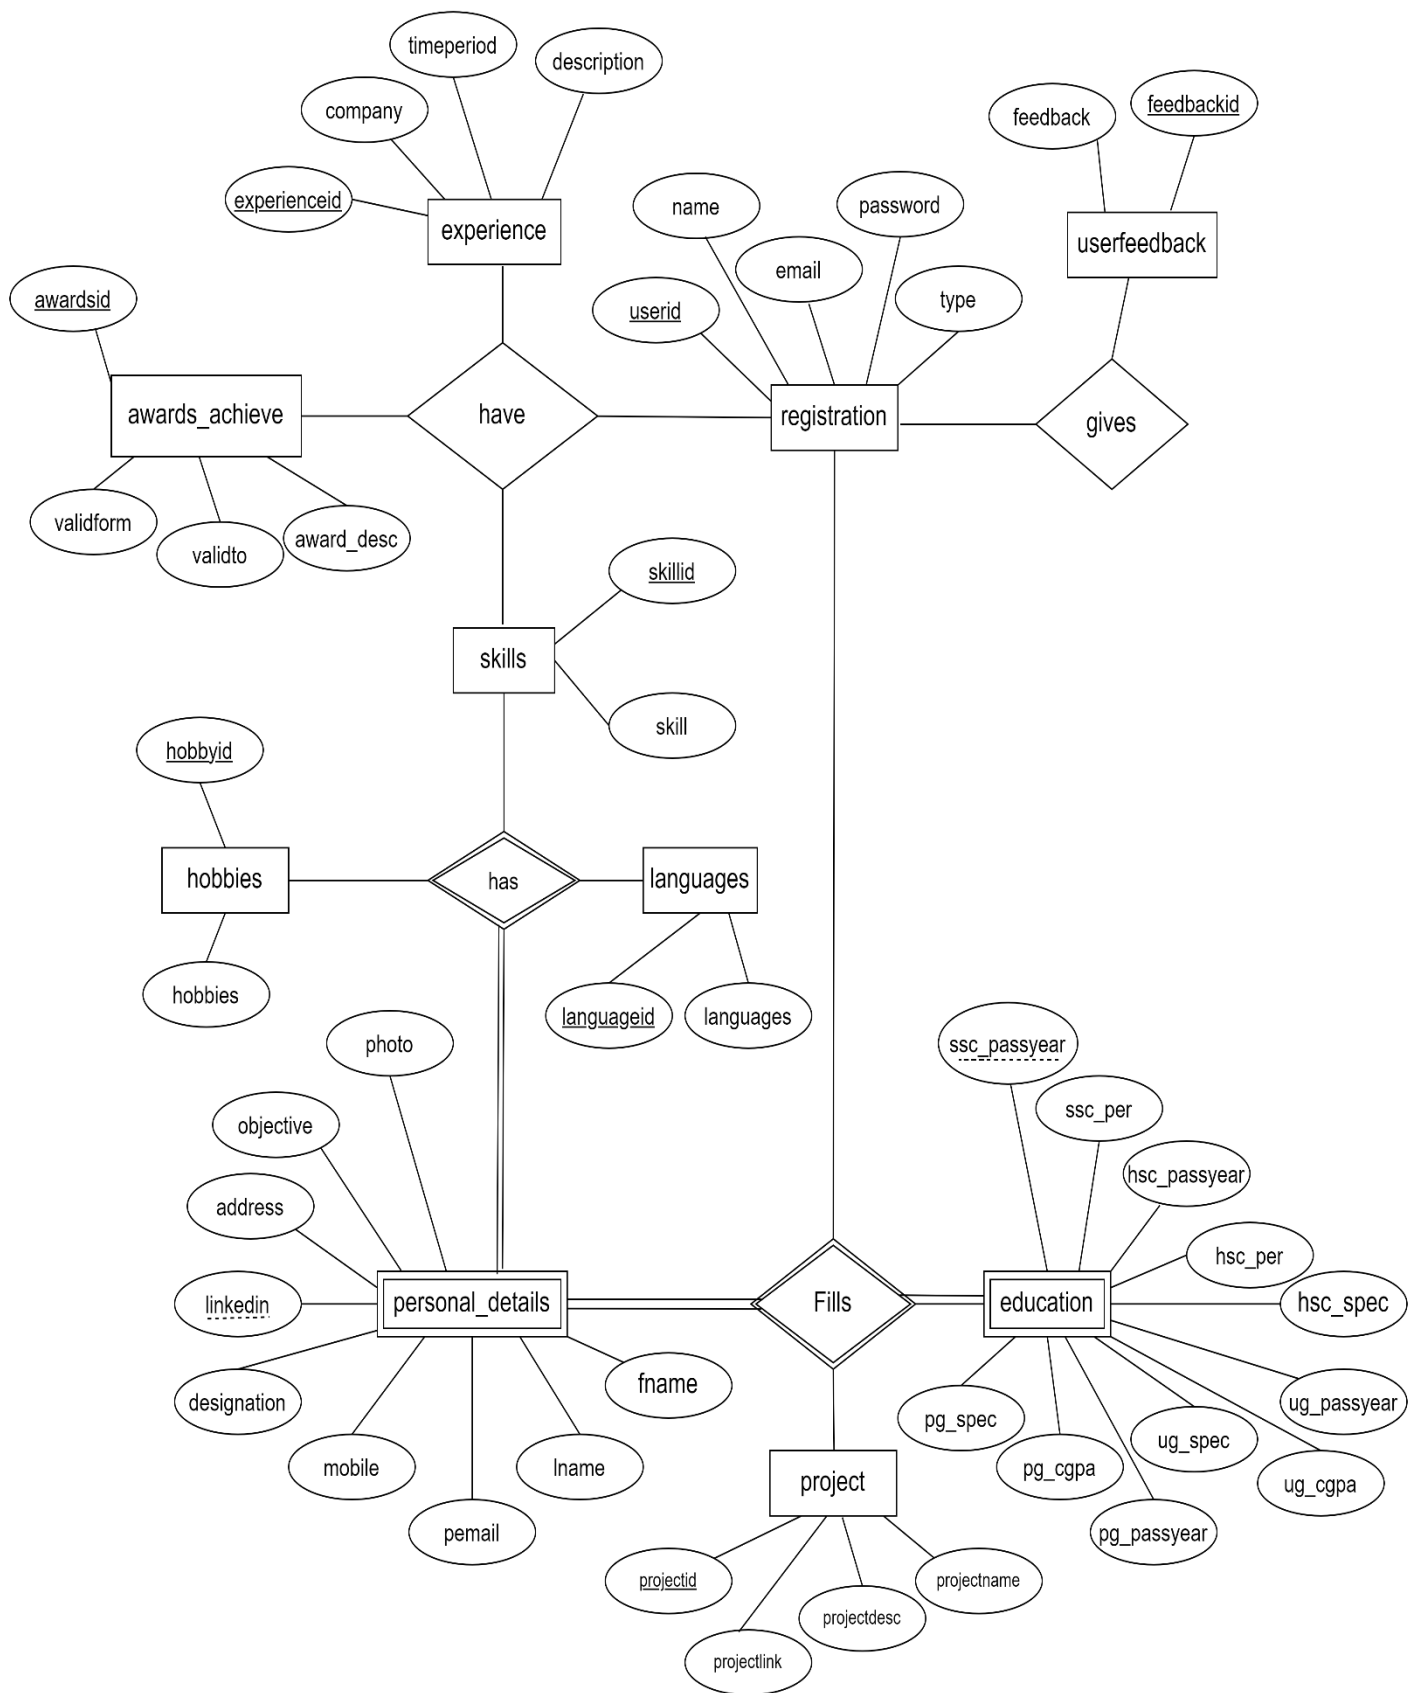 timeperiod
description
company
experienceid
experience
feedback
feedbackid
name
password
userfeedback
email
userid
type
awardsid
awards_achieve
have
registration
gives
validform
validto
award_desc
skillid
skills
skill
hobbyid
hobbies
has
languages
hobbies
languageid
languages
photo
ssc_passyear
objective
ssc_per
hsc_passyear
address
hsc_per
linkedin
personal_details
Fills
education
hsc_spec
designation
fname
pg_spec
ug_passyear
ug_spec
mobile
lname
pg_cgpa
project
ug_cgpa
pemail
pg_passyear
projectid
projectname
projectdesc
projectlink